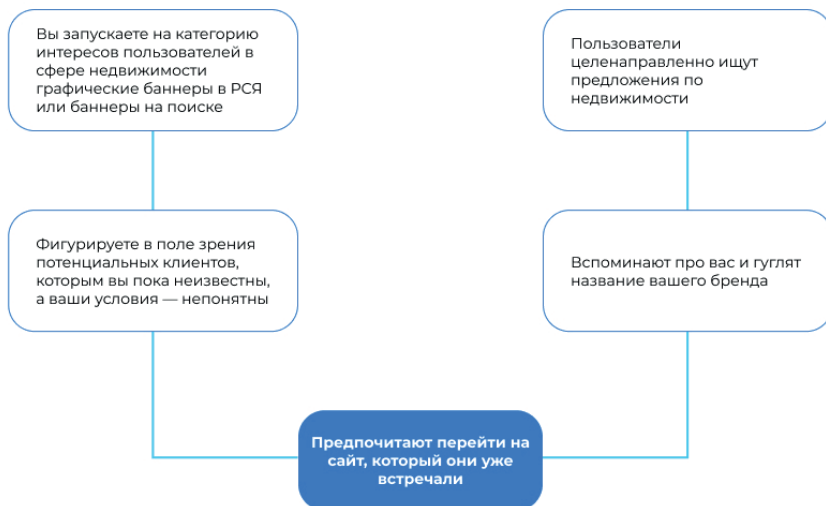 Вы запускаете на категорию
интересов пользователей в
сфере недвижимости
графические баннеры в РСЯ
или баннеры на поиске
Пользователи
целенаправленно ищут
предложения по
недвижимости
Фигурируете в поле зрения
потенциальных клиентов,
которым вы пока неизвестны,
а ваши условия — непонятны
Вспоминают про вас и гуглят
название вашего бренда
Предпочитают перейти на
сайт, который они уже
встречали